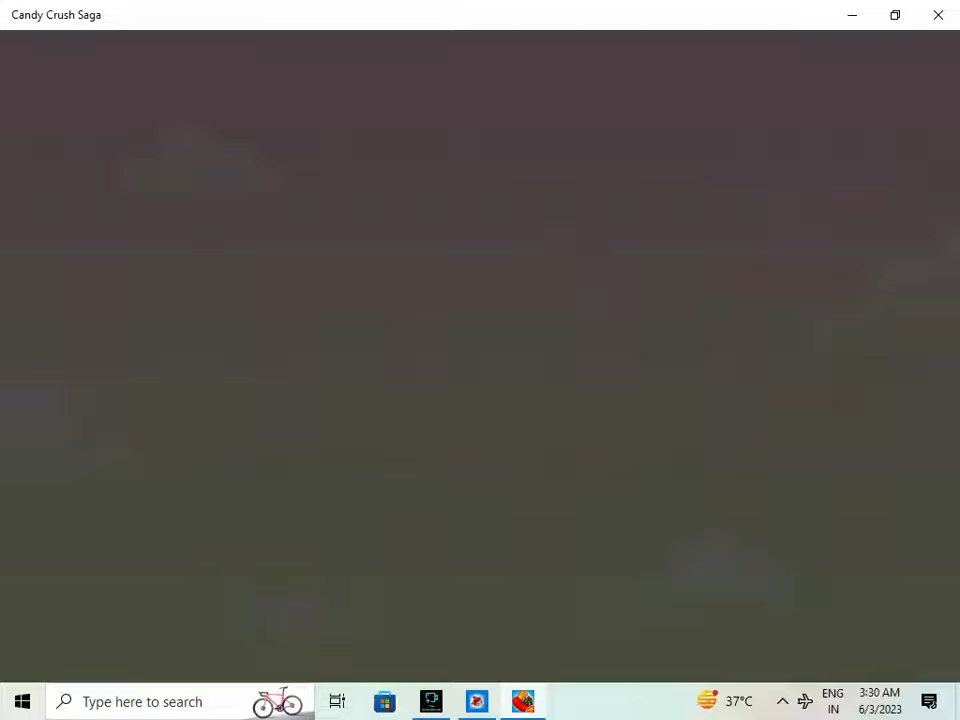 Candy Crush Saga
Type here to search
37°C
ENG
IN
3:30 AM
6/3/2023